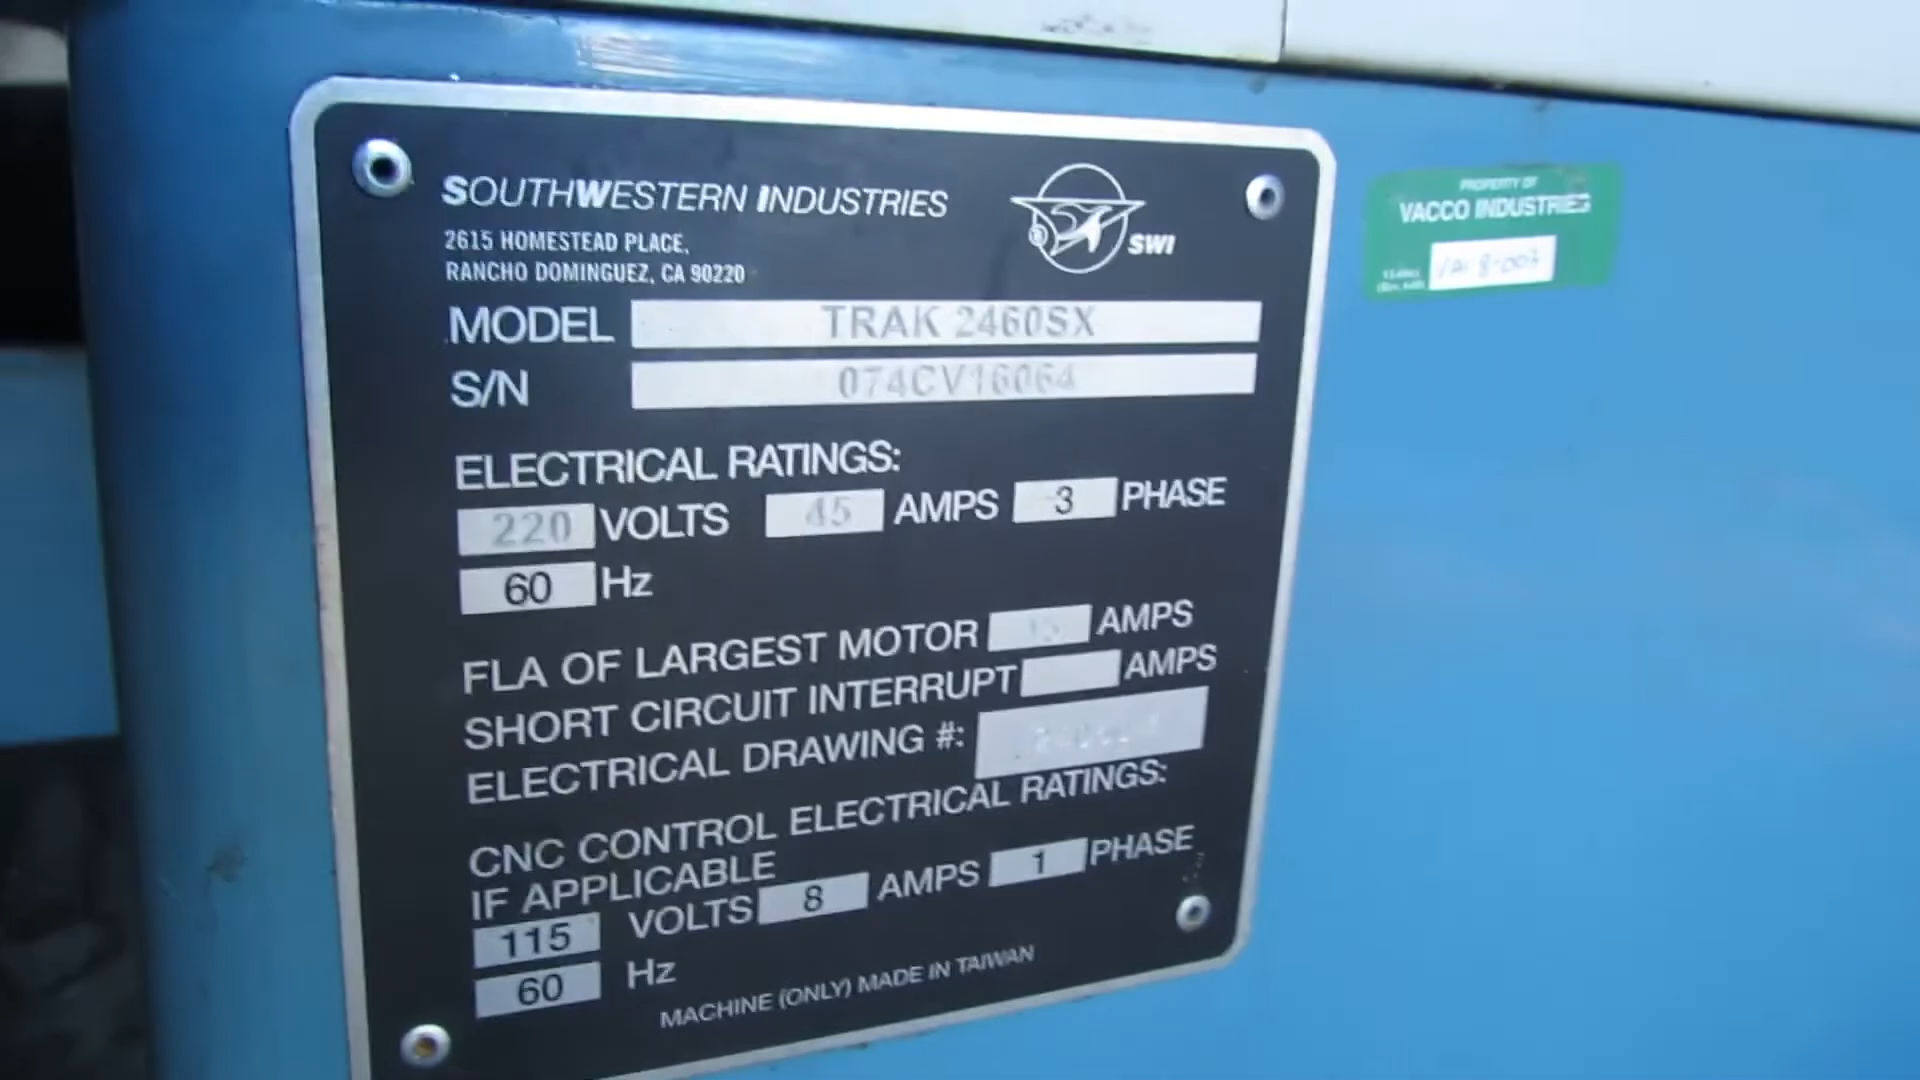 SOUTHWESTERN INDUSTRIES
2615 HOMESTEAD PLACE,
RANCHO DOMINGUEZ, CA 90220
SWI
MODEL TRAK 2460SX
S/N 074CV16064
ELECTRICAL RATINGS:
220 VOLTS 45 AMPS 3 PHASE
60 Hz
FLA OF LARGEST MOTOR AMPS
SHORT CIRCUIT INTERRUPT AMPS
ELECTRICAL DRAWING #:
CNC CONTROL ELECTRICAL RATINGS:
IF APPLICABLE
115 VOLTS 8 AMPS 1 PHASE
60 Hz
MACHINE (ONLY) MADE IN TAIWAN
PROPERTY OF
VACCO INDUSTRIES